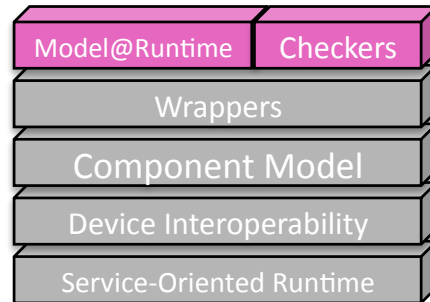 Model@Runtime Checkers
Wrappers
Component Model
Device Interoperability
Service-Oriented Runtime